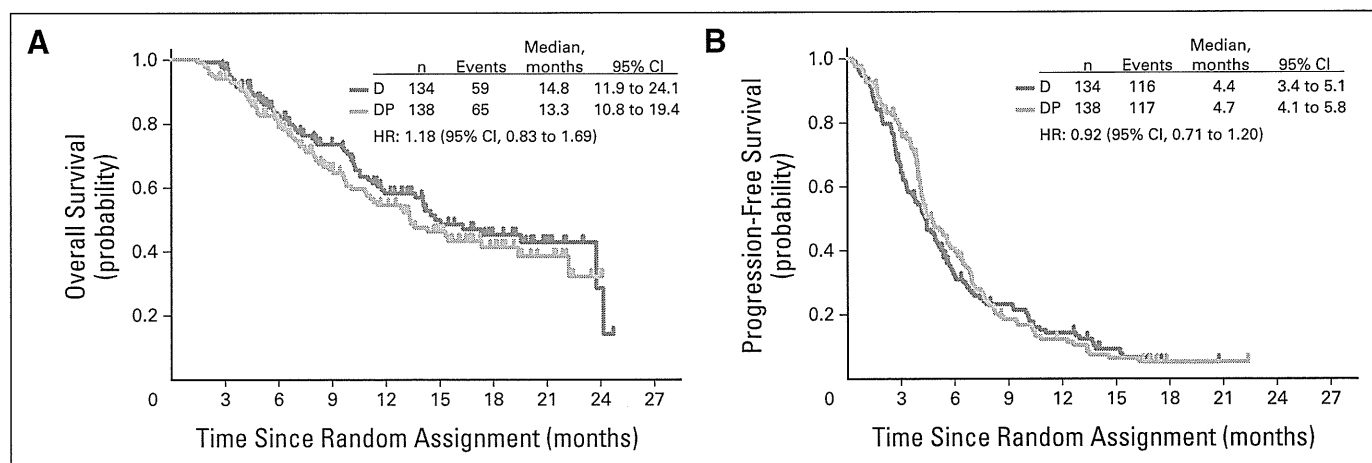 A
Median,
n Events months 95% CI
D 134 59 14.8 11.9 to 24.1
DP 138 65 13.3 10.8 to 19.4
HR: 1.18 (95% CI, 0.83 to 1.69)
Overall Survival
(probability)
1.0
0.8
0.6
0.4
0.2
0 3 6 9 12 15 18 21 24 27
Time Since Random Assignment (months)
B
Median,
n Events months 95% CI
D 134 116 4.4 3.4 to 5.1
DP 138 117 4.7 4.1 to 5.8
HR: 0.92 (95% CI, 0.71 to 1.20)
Progression-Free Survival
(probability)
1.0
0.8
0.6
0.4
0.2
0 3 6 9 12 15 18 21 24 27
Time Since Random Assignment (months)